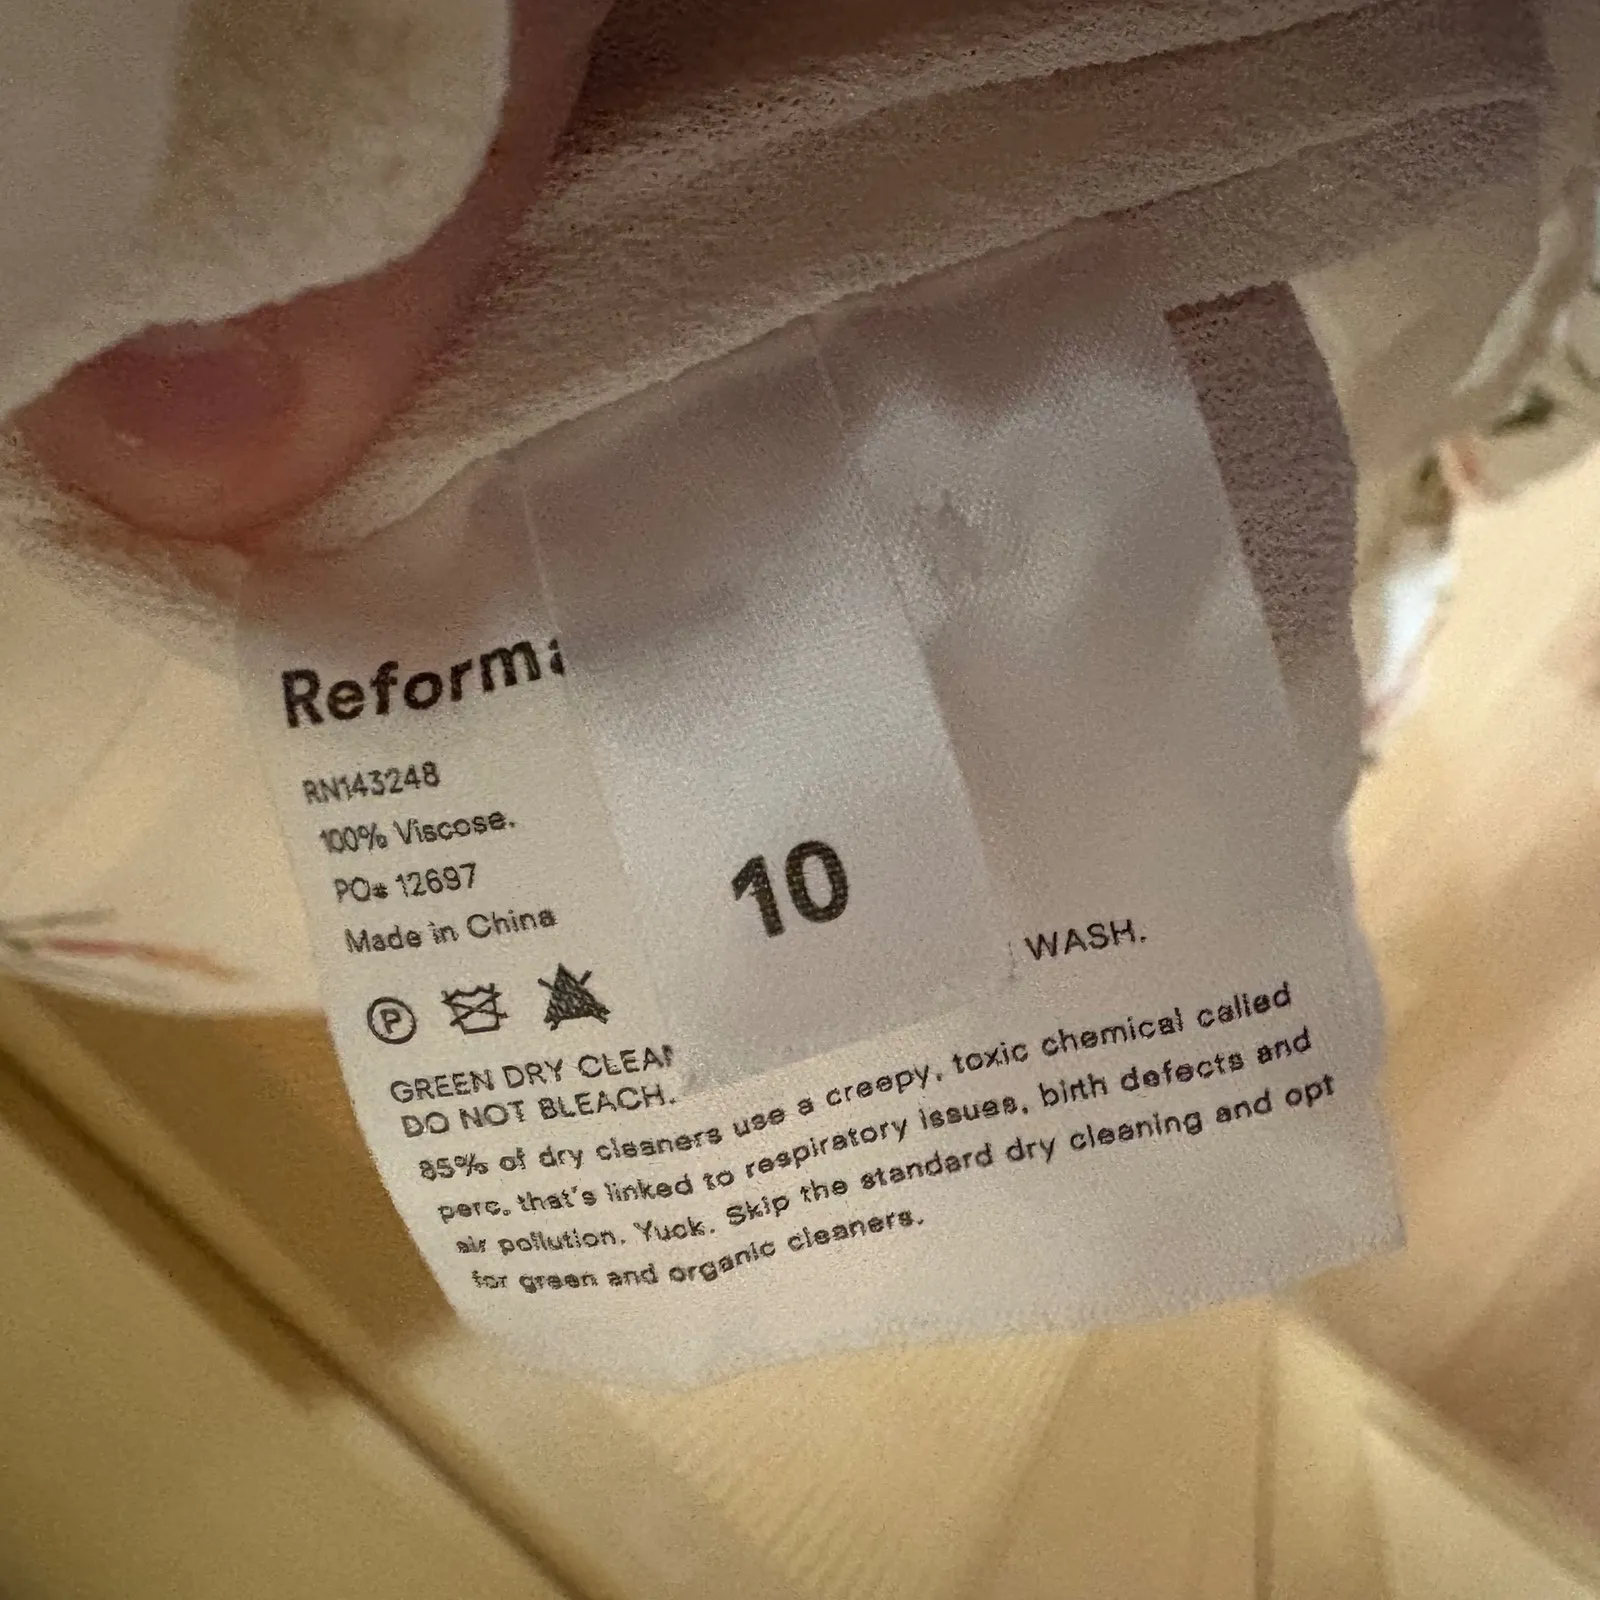 Reforma
RN143248
100% Viscose.
PO# 12697
Made in China
10
P
GREEN DRY CLEAN WASH.
DO NOT BLEACH.
85% of dry cleaners use a creepy, toxic chemical called
perc, that's linked to respiratory issues, birth defects and
air pollution. Yuck. Skip the standard dry cleaning and opt
for green and organic cleaners.